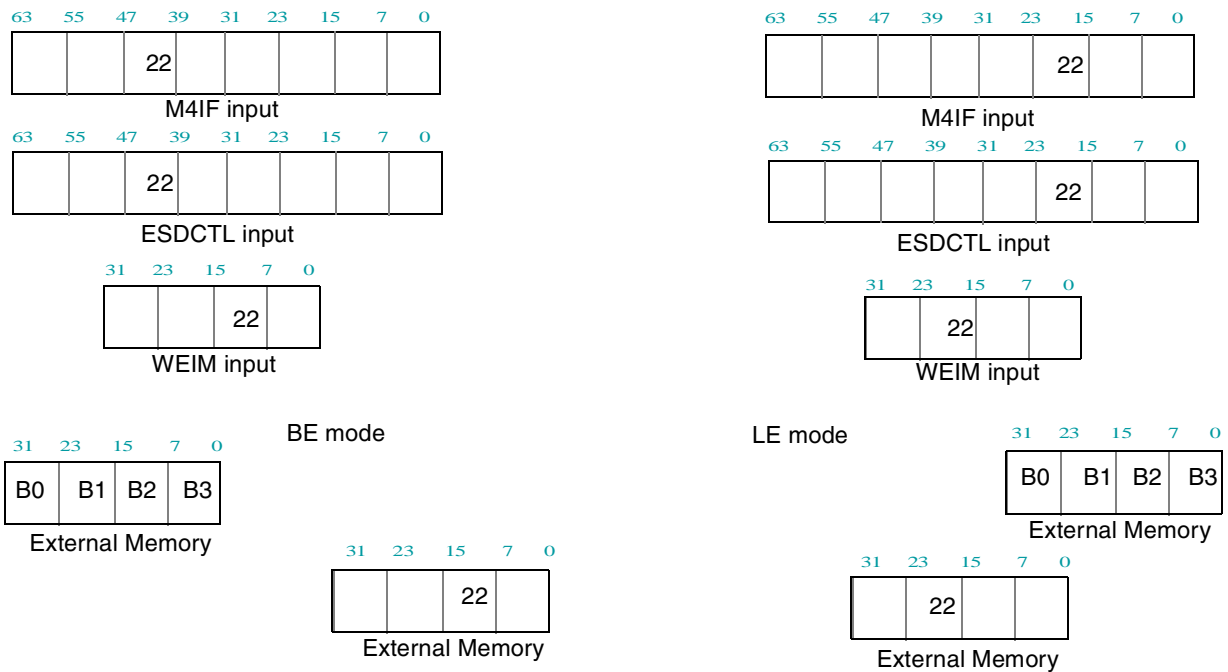 63 55 47 39 31 23 15 7 0
22
M4IF input
63 55 47 39 31 23 15 7 0
22
ESDCTL input
31 23 15 7 0
22
WEIM input
BE mode
31 23 15 7 0
B0 B1 B2 B3
External Memory
31 23 15 7 0
22
External Memory
63 55 47 39 31 23 15 7 0
22
M4IF input
63 55 47 39 31 23 15 7 0
22
ESDCTL input
31 23 15 7 0
22
WEIM input
LE mode
31 23 15 7 0
B0 B1 B2 B3
External Memory
31 23 15 7 0
22
External Memory